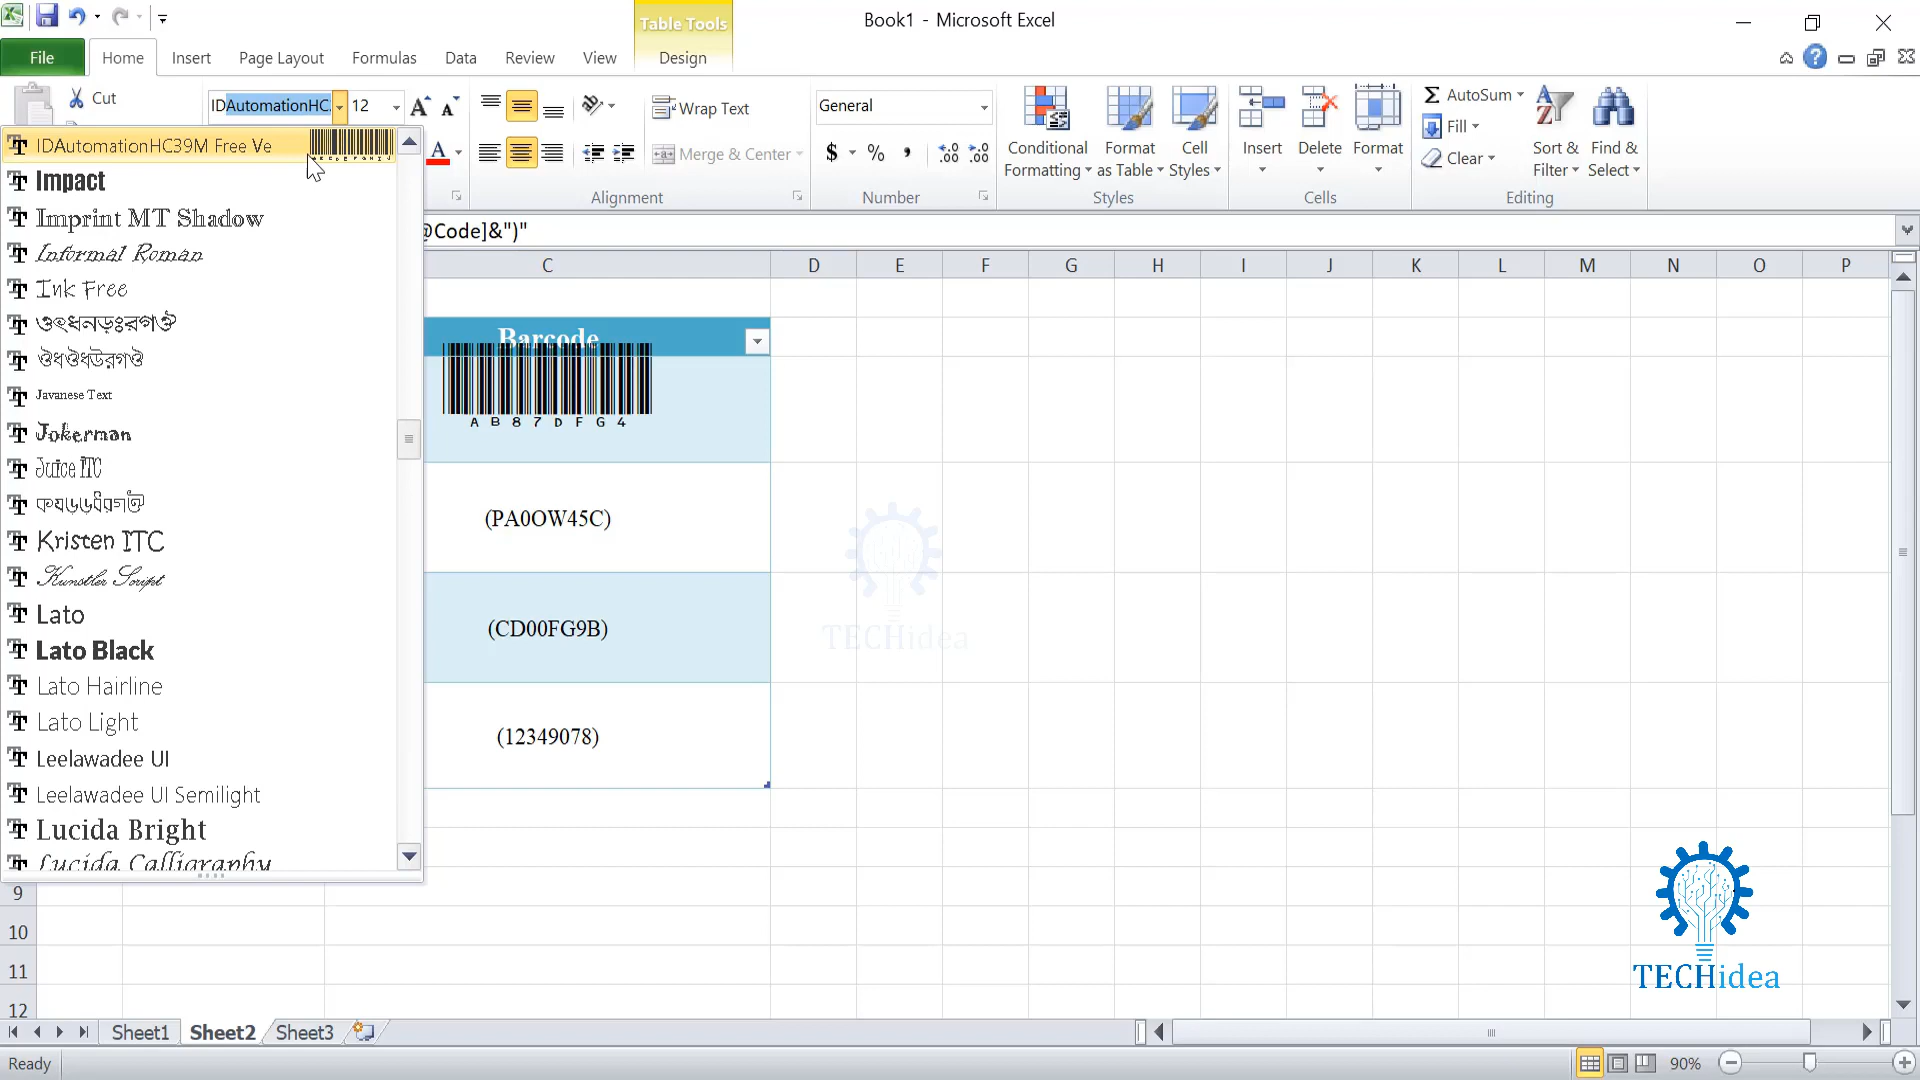 Table Tools
Book1 - Microsoft Excel
File Home Insert Page Layout Formulas Data Review View Design
Cut
IDAutomationHC 12
Wrap Text
Merge & Center
General
$ % ,
Conditional Formatting
Format as Table
Cell Styles
Insert Delete Format
Σ AutoSum
Fill
Clear
Sort & Filter
Find & Select
Alignment Number Styles Cells Editing
@Code]&")"
IDAutomationHC39M Free Ve
Impact
Imprint MT Shadow
Informal Roman
Ink Free
Javanese Text
Jokerman
Juice ITC
Kristen ITC
Kunstler Script
Lato
Lato Black
Lato Hairline
Lato Light
Leelawadee UI
Leelawadee UI Semilight
Lucida Bright
Lucida Calligraphy
C D E F G H I J K L M N O P
Barcode
AB87DFG4
(PA0OW45C)
(CD00FG9B)
(12349078)
TECHidea
TECHidea
9
10
11
12
Sheet1 Sheet2 Sheet3
Ready
90%